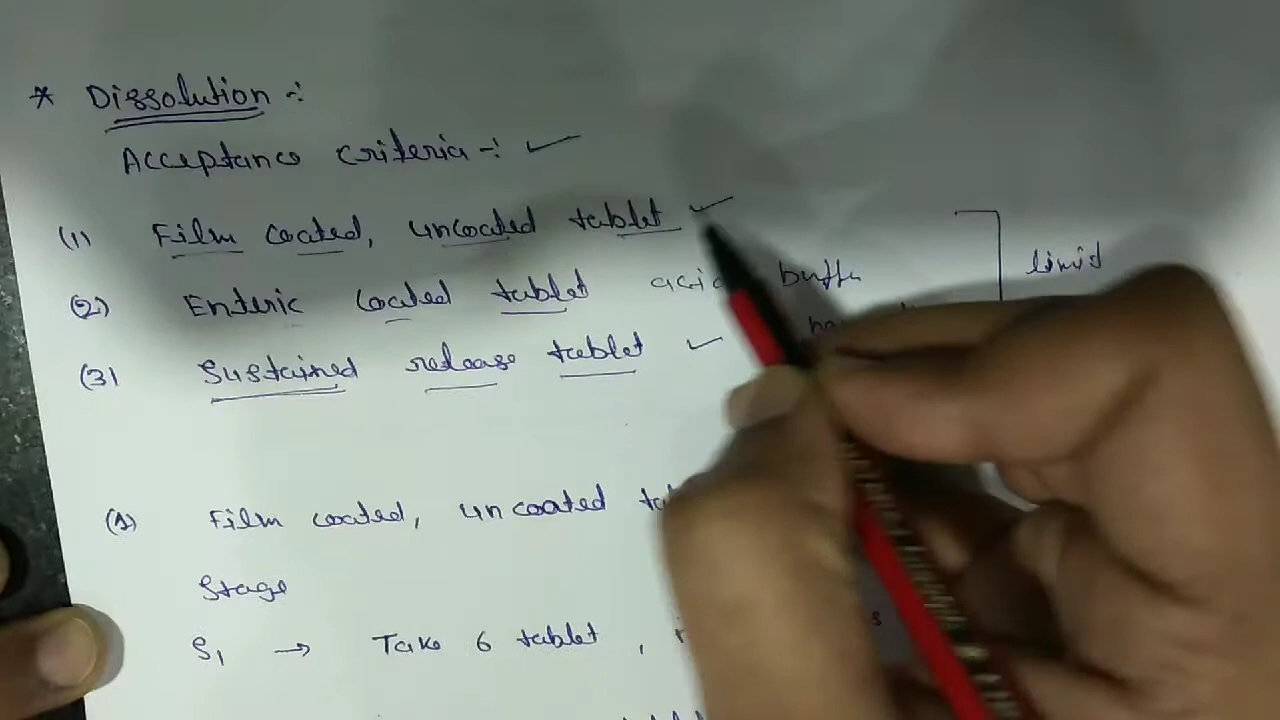 * Dissolution :-
Acceptance criteria -: ✓
(1) Film coated, uncoated tablet ✓
(2) Enteric coated tablet acid buffer
limit
(3) Sustained release tablet ✓
(A) Film coated, uncoated
Stage
S1 → Take 6 tablet ,